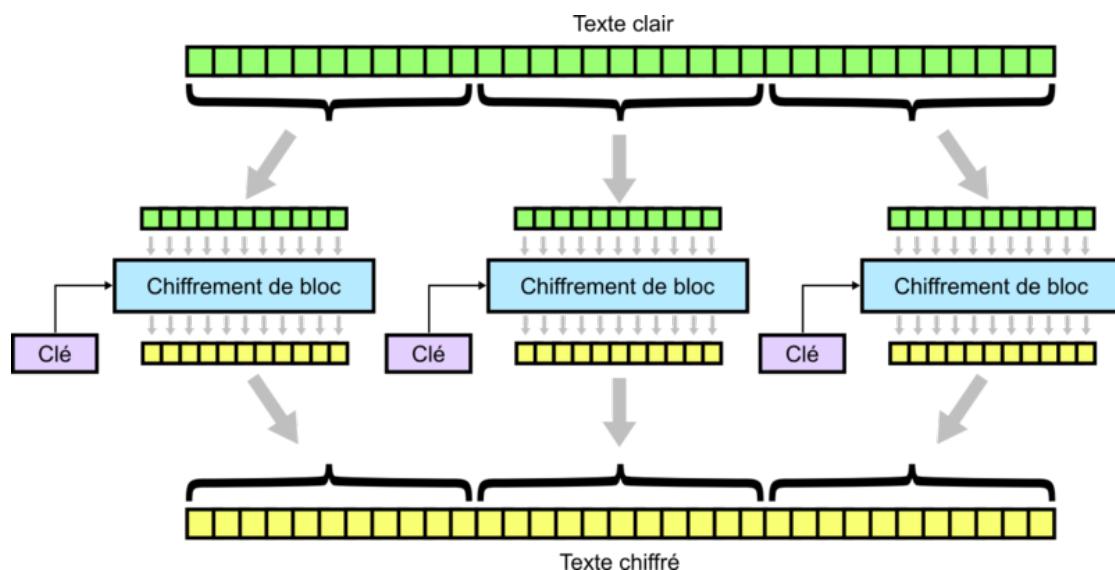 Texte clair
Chiffrement de bloc
Chiffrement de bloc
Chiffrement de bloc
Clé
Clé
Clé
Texte chiffré